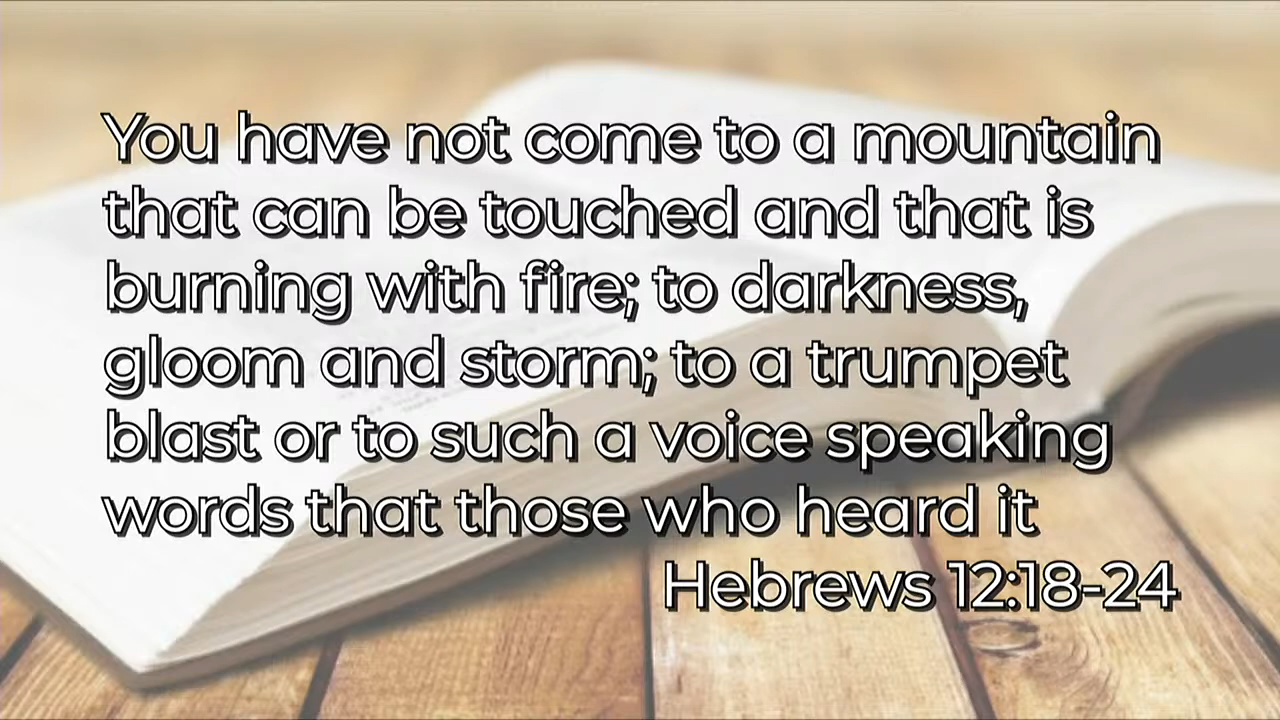 You have not come to a mountain
that can be touched and that is
burning with fire; to darkness,
gloom and storm; to a trumpet
blast or to such a voice speaking
words that those who heard it
Hebrews 12:18-24